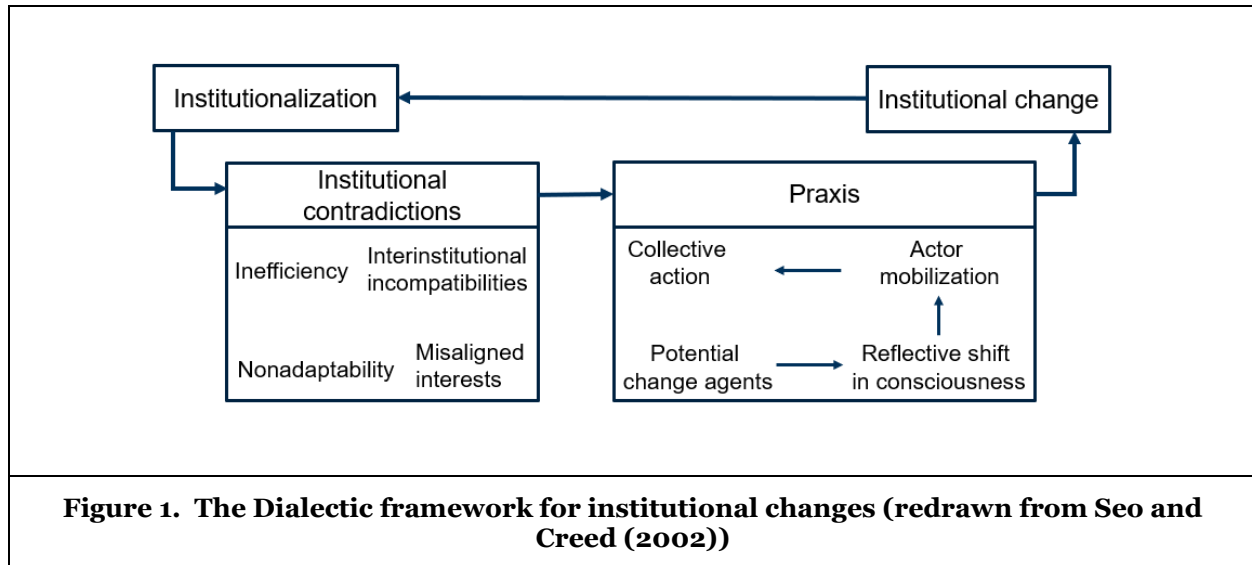 Institutionalization
Institutional change
Institutional
contradictions
Inefficiency
Interinstitutional
incompatibilities
Nonadaptability
Misaligned
interests
Praxis
Collective
action
Actor
mobilization
Potential
change agents
Reflective shift
in consciousness
Figure 1.  The Dialectic framework for institutional changes (redrawn from Seo and
Creed (2002))